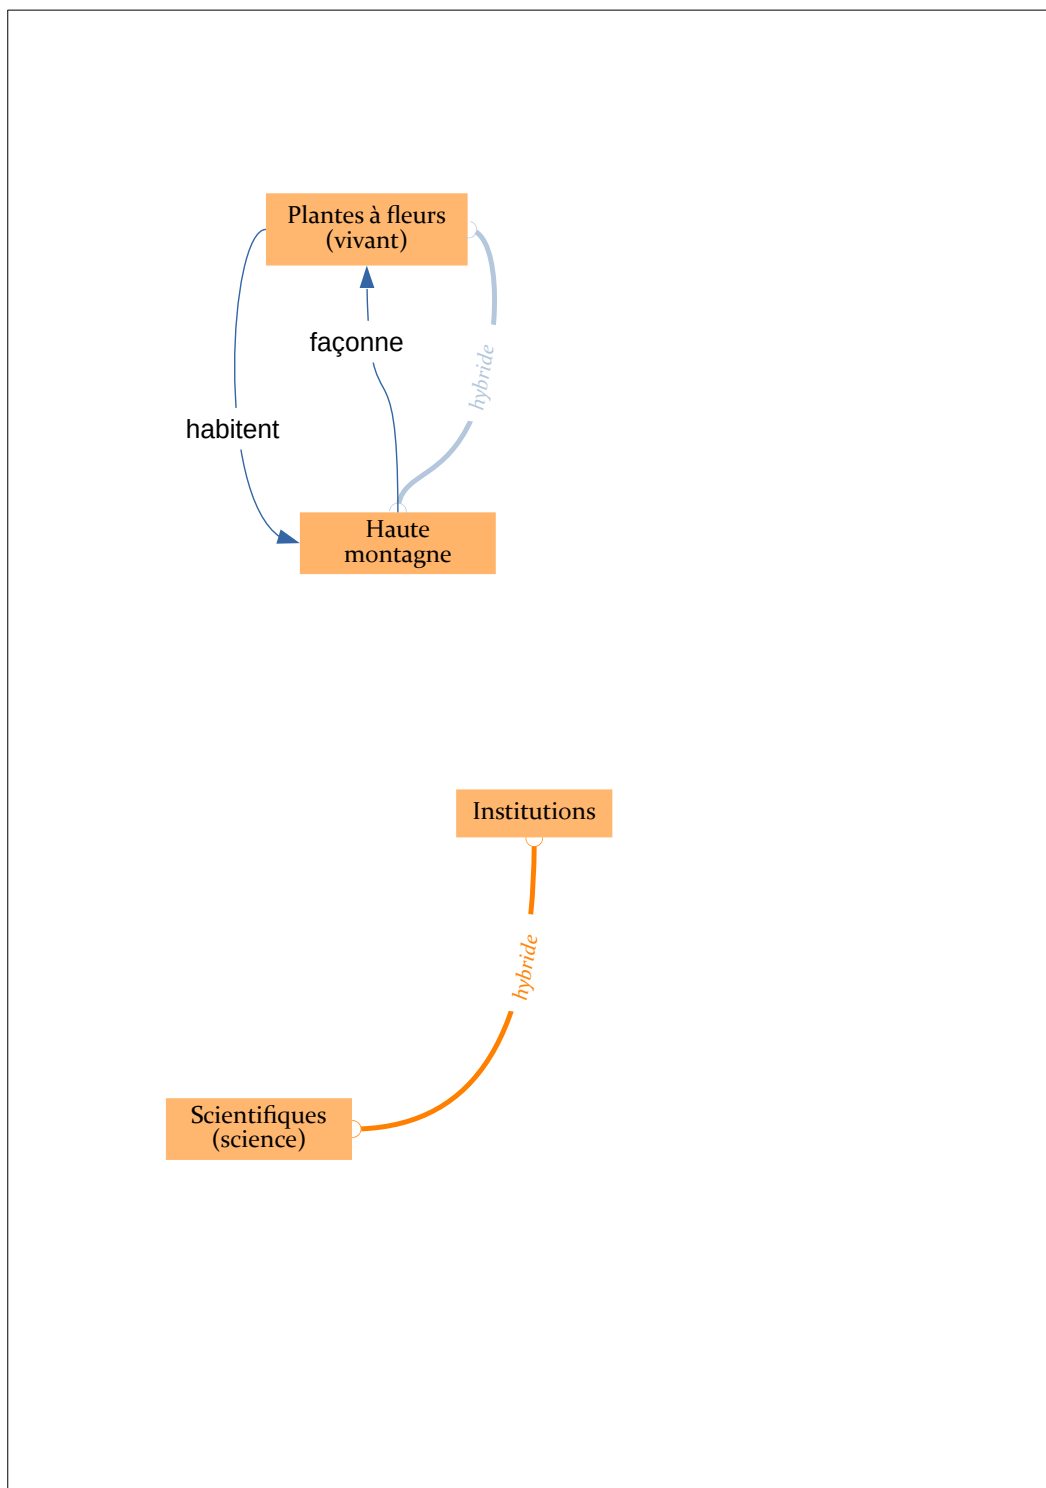 Plantes à fleurs
(vivant)
façonne
hybride
habitent
Haute
montagne
Institutions
hybride
Scientifiques
(science)